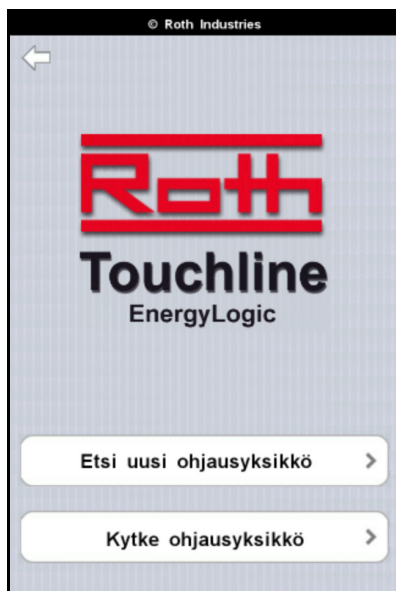 © Roth Industries
Roth
Touchline
EnergyLogic
Etsi uusi ohjausyksikkö
Kytke ohjausyksikkö